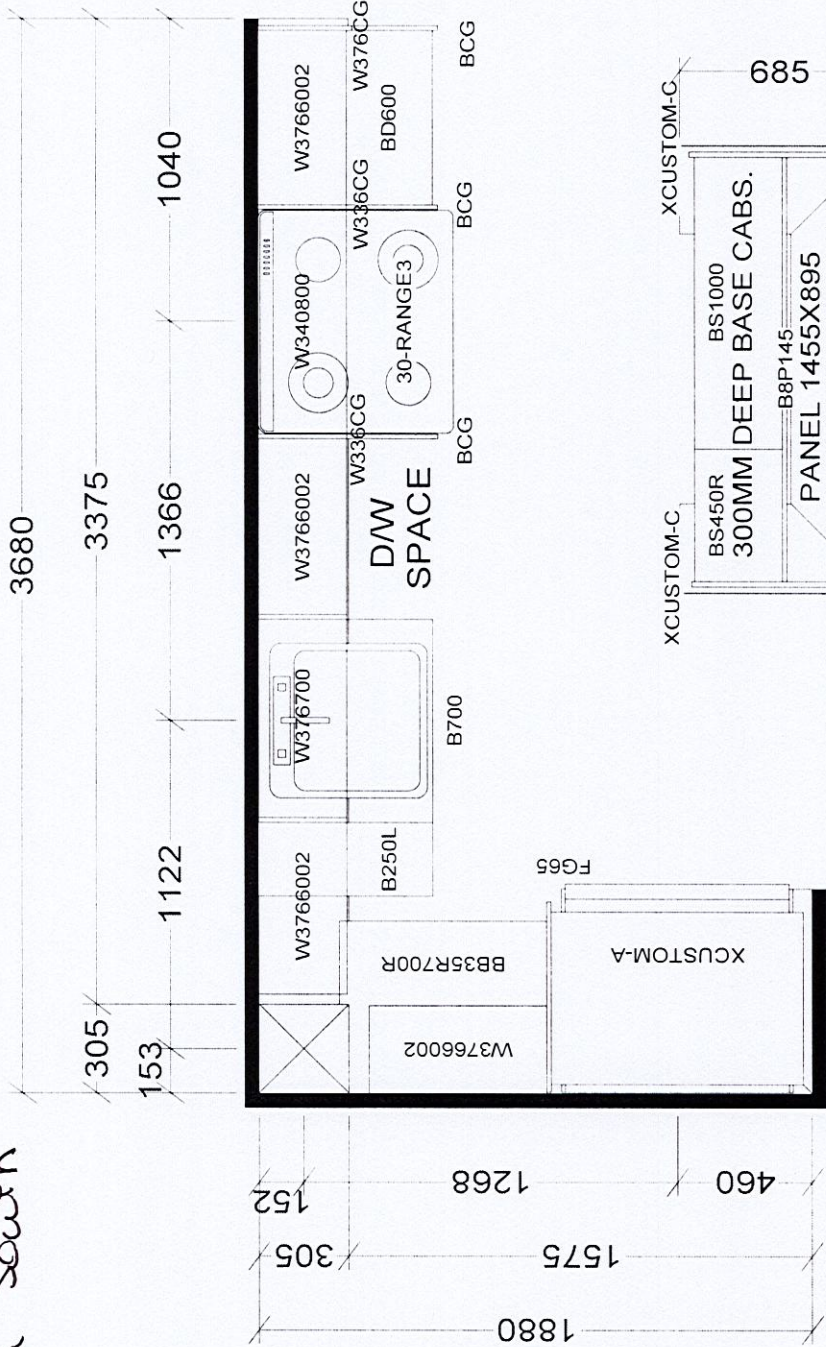 South
3680
305
3375
153
1122
1366
1040
W3766002
W376700
W3766002
W340800
W3766002
W336CG
W336CG
W376CG
B250L
B700
D/W
SPACE
30-RANGE3
BD600
BCG
BCG
BCG
BB35R700R
W3766002
FG65
XCUSTOM-A
152
1268
460
305
1575
1880
XCUSTOM-C
XCUSTOM-C
685
BS450R
BS1000
300MM DEEP BASE CABS.
B8P145
PANEL 1455X895